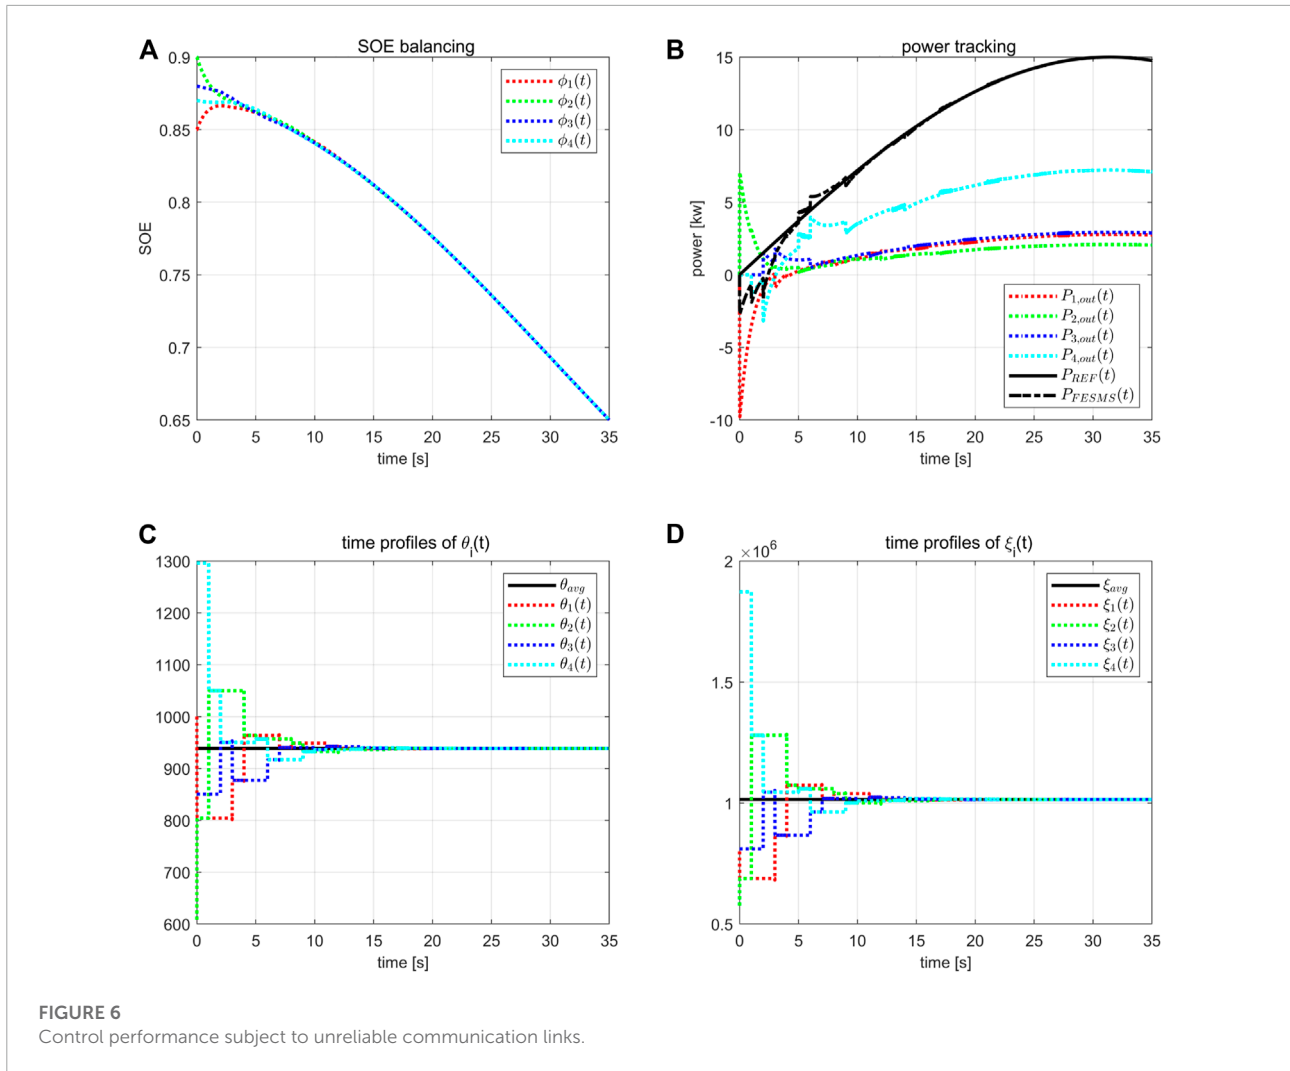 A
SOE balancing
0.9
0.85
0.8
0.75
0.7
0.65
SOE
0 5 10 15 20 25 30 35
time [s]
ϕ₁(t)
ϕ₂(t)
ϕ₃(t)
ϕ₄(t)
B
power tracking
15
10
5
0
-5
-10
power [kw]
0 5 10 15 20 25 30 35
time [s]
P₁,out(t)
P₂,out(t)
P₃,out(t)
P₄,out(t)
P_REF(t)
P_FESMS(t)
C
time profiles of θᵢ(t)
1300
1200
1100
1000
900
800
700
600
0 5 10 15 20 25 30 35
time [s]
θavg
θ₁(t)
θ₂(t)
θ₃(t)
θ₄(t)
D
time profiles of ξᵢ(t)
×10⁶
2
1.5
1
0.5
0 5 10 15 20 25 30 35
time [s]
ξavg
ξ₁(t)
ξ₂(t)
ξ₃(t)
ξ₄(t)
FIGURE 6
Control performance subject to unreliable communication links.